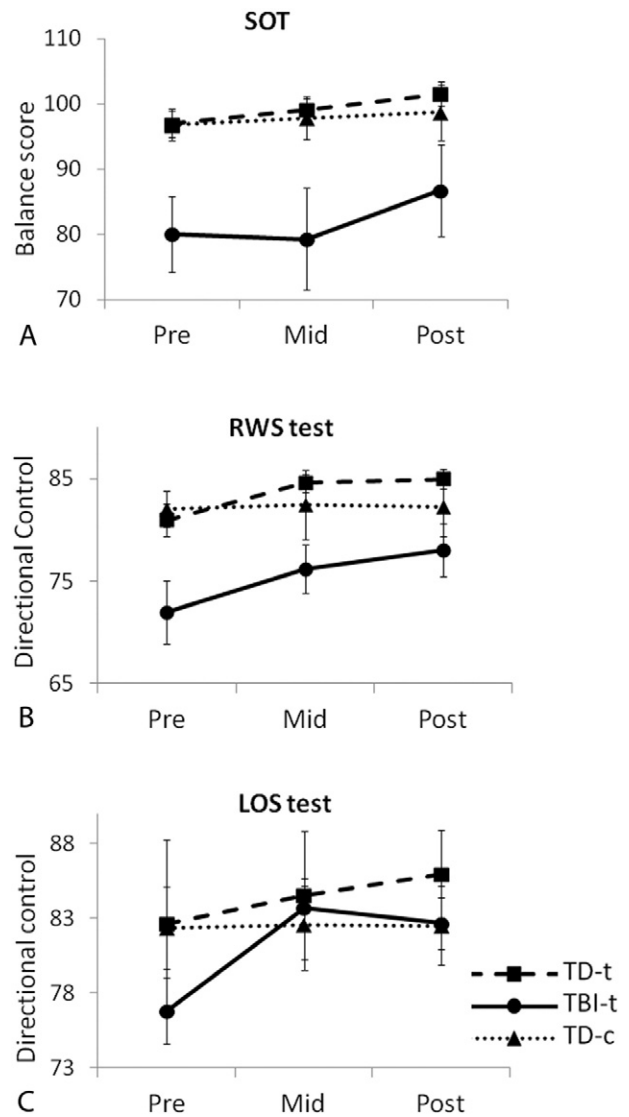 SOT
110
100
90
80
70
Balance score
Pre Mid Post
A
RWS test
85
75
65
Directional Control
Pre Mid Post
B
LOS test
88
83
78
73
Directional control
Pre Mid Post
C
TD-t
TBI-t
TD-c